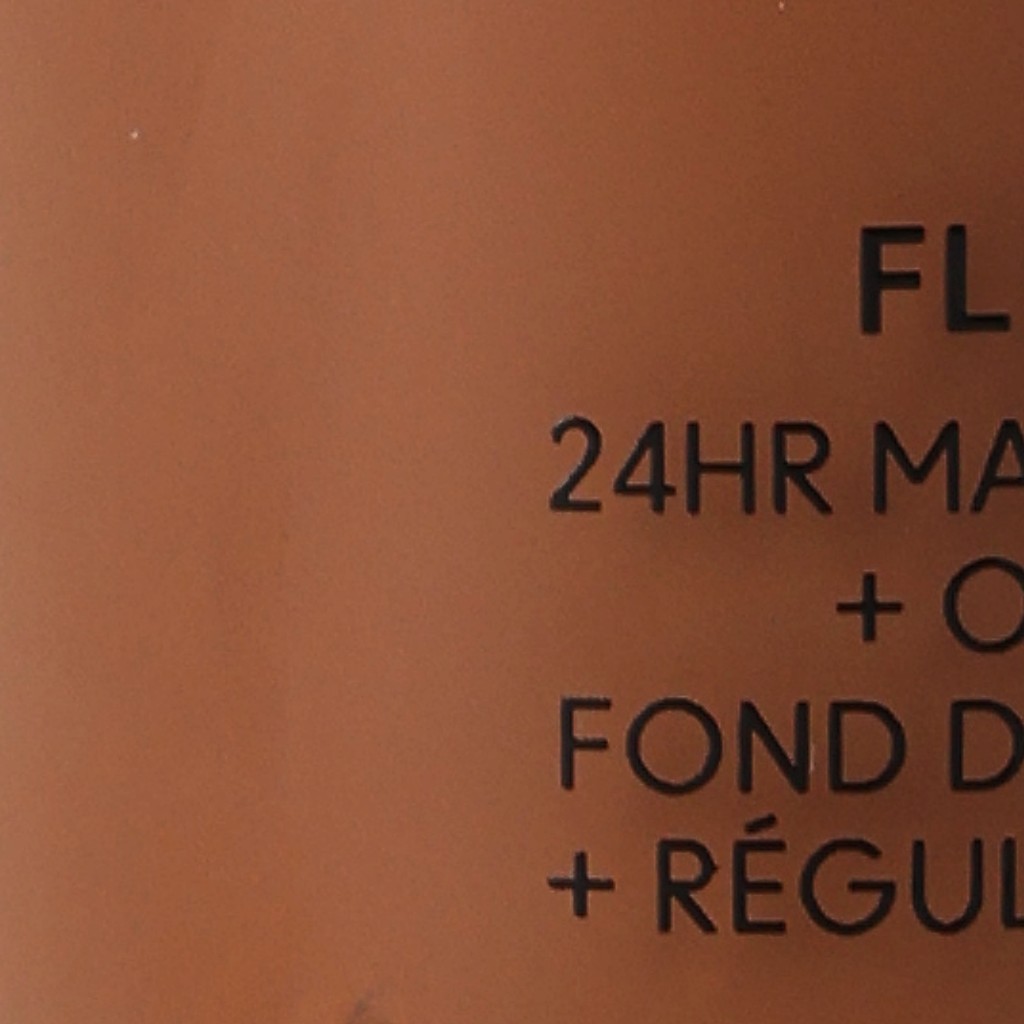 FL
24HR MA
+ O
FOND D
+ RÉGUL